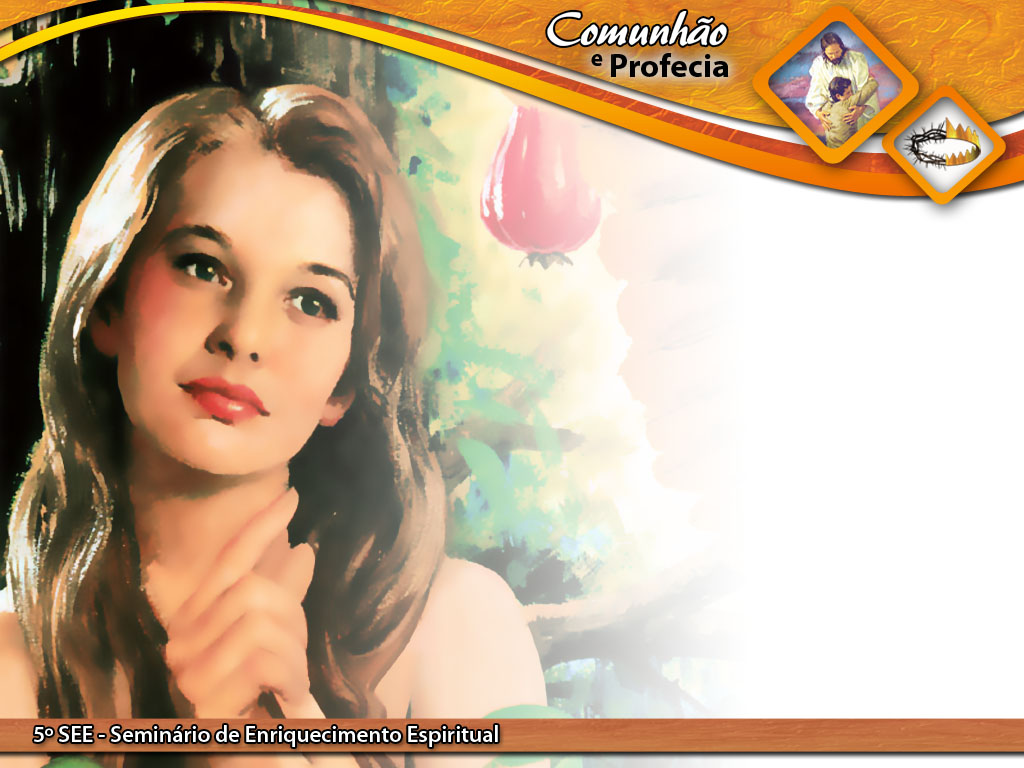 Comunhão
e Profecia
5º SEE - Seminário de Enriquecimento Espiritual